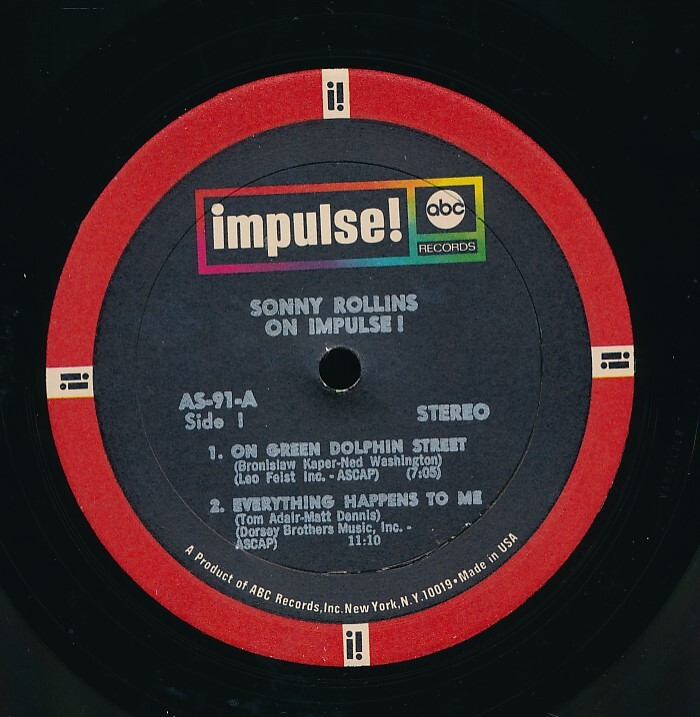 i!
impulse!
abc
RECORDS
SONNY ROLLINS
ON IMPULSE!
i!
i!
AS-91-A
Side 1
STEREO
1. ON GREEN DOLPHIN STREET
(Bronislaw Kaper-Ned Washington)
(Leo Feist Inc. - ASCAP) (7:05)
2. EVERYTHING HAPPENS TO ME
(Tom Adair-Matt Dennis)
(Dorsey Brothers Music, Inc. -
ASCAP) 11:10
A Product of ABC Records, Inc. New York, N.Y. 10019 • Made in USA
i!